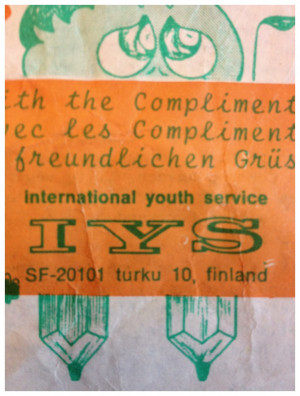 ith the Compliment
vec les Compliment
freundlichen Grüs
international youth service
IYS
SF-20101 turku 10, finland